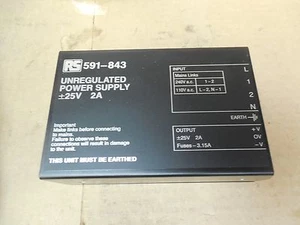 RS 591-843
UNREGULATED
POWER SUPPLY
±25V 2A
Important
Make links before connecting
to mains.
Failure to observe these
connections will result in damage
to the unit.
THIS UNIT MUST BE EARTHED
INPUT
Mains Links
240V a.c. 1-2
110V a.c. L-2, N-1
L
1
2
N
EARTH
OUTPUT
±25V 2A
Fuses-3.15A
+V
0V
-V